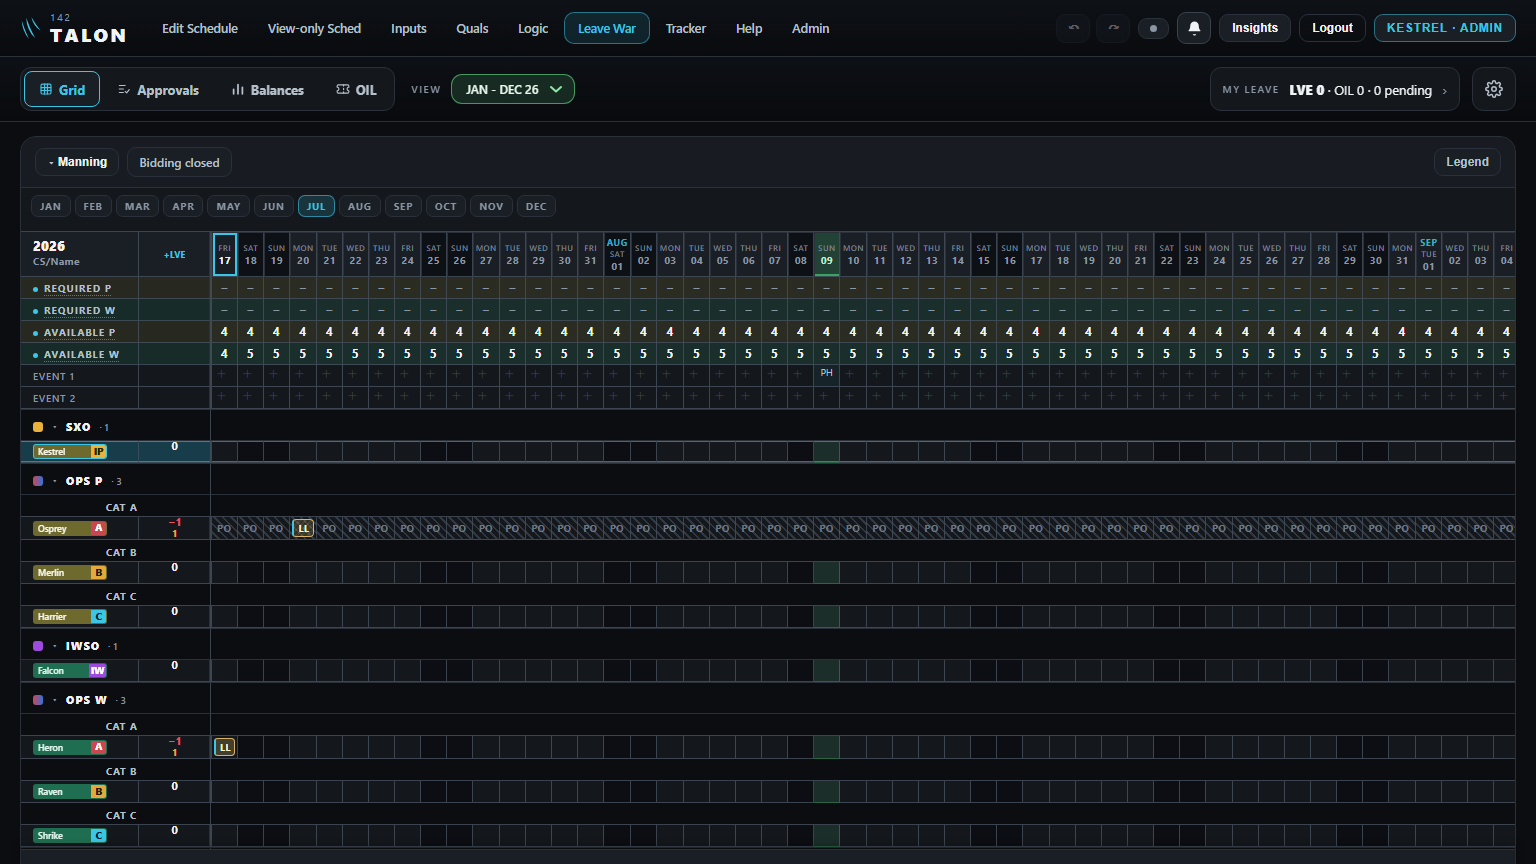 142
TALON
Edit Schedule View-only Sched Inputs Quals Logic Leave War Tracker Help Admin
Insights Logout KESTREL · ADMIN
Grid Approvals Balances OIL VIEW JAN - DEC 26
MY LEAVE LVE 0 · OIL 0 · 0 pending ›
Manning Bidding closed Legend
JAN FEB MAR APR MAY JUN JUL AUG SEP OCT NOV DEC
AUG SEP
2026 FRI SAT SUN MON TUE WED THU FRI SAT SUN MON TUE WED THU FRI SAT SUN MON TUE WED THU FRI SAT SUN MON TUE WED THU FRI SAT SUN MON TUE WED THU FRI SAT SUN MON TUE WED THU FRI SAT SUN MON TUE WED THU FRI
CS/Name +LVE 17 18 19 20 21 22 23 24 25 26 27 28 29 30 31 01 02 03 04 05 06 07 08 09 10 11 12 13 14 15 16 17 18 19 20 21 22 23 24 25 26 27 28 29 30 31 01 02 03 04
REQUIRED P – – – – – – – – – – – – – – – – – – – – – – – – – – – – – – – – – – – – – – – – – – – – – – – – – –
REQUIRED W – – – – – – – – – – – – – – – – – – – – – – – – – – – – – – – – – – – – – – – – – – – – – – – – – –
AVAILABLE P 4 4 4 4 4 4 4 4 4 4 4 4 4 4 4 4 4 4 4 4 4 4 4 4 4 4 4 4 4 4 4 4 4 4 4 4 4 4 4 4 4 4 4 4 4 4 4 4 4 4
AVAILABLE W 4 5 5 5 5 5 5 5 5 5 5 5 5 5 5 5 5 5 5 5 5 5 5 5 5 5 5 5 5 5 5 5 5 5 5 5 5 5 5 5 5 5 5 5 5 5 5 5 5 5
EVENT 1 + + + + + + + + + + + + + + + + + + + + + + + PH + + + + + + + + + + + + + + + + + + + + + + + + + +
EVENT 2 + + + + + + + + + + + + + + + + + + + + + + + + + + + + + + + + + + + + + + + + + + + + + + + + + +
SXO · 1
Kestrel IP 0
OPS P · 3
CAT A
Osprey A −1 1 PO PO PO LL PO PO PO PO PO PO PO PO PO PO PO PO PO PO PO PO PO PO PO PO PO PO PO PO PO PO PO PO PO PO PO PO PO PO PO PO PO PO PO PO PO PO PO PO PO PO
CAT B
Merlin B 0
CAT C
Harrier C 0
IWSO · 1
Falcon IW 0
OPS W · 3
CAT A
Heron A −1 1 LL
CAT B
Raven B 0
CAT C
Shrike C 0